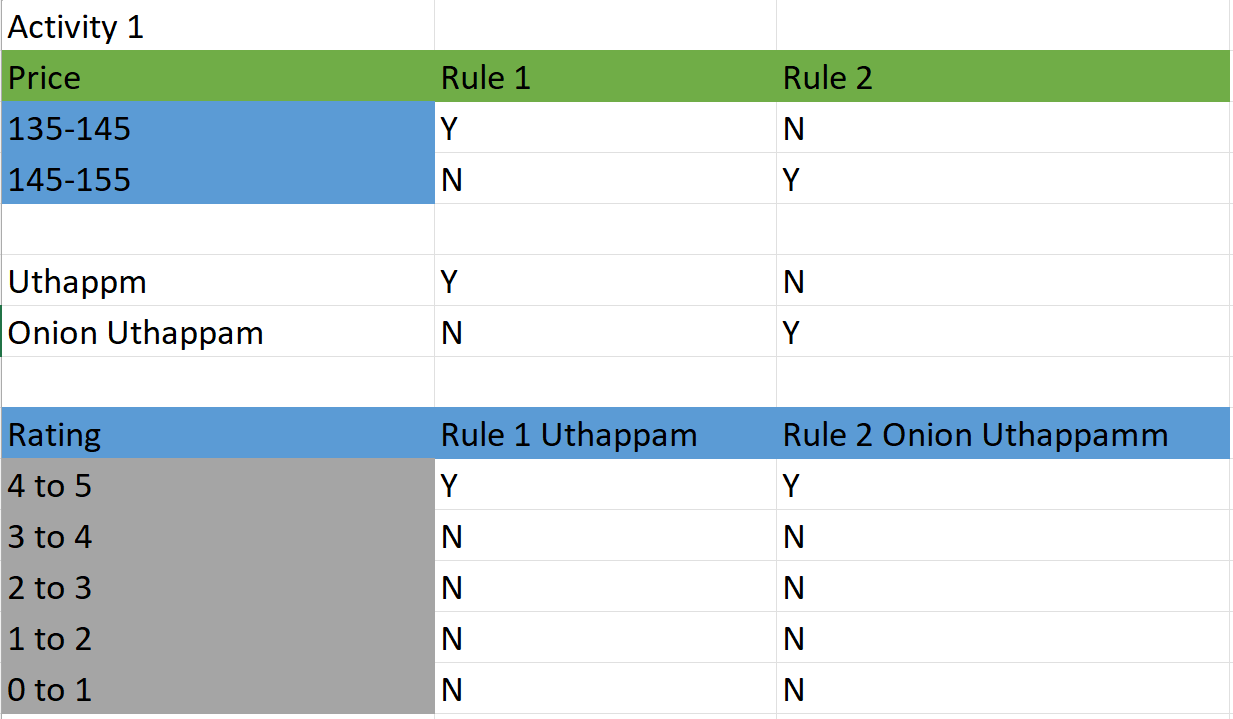 Activity 1
Price Rule 1 Rule 2
135-145 Y N
145-155 N Y
Uthappm Y N
Onion Uthappam N Y
Rating Rule 1 Uthappam Rule 2 Onion Uthappamm
4 to 5 Y Y
3 to 4 N N
2 to 3 N N
1 to 2 N N
0 to 1 N N